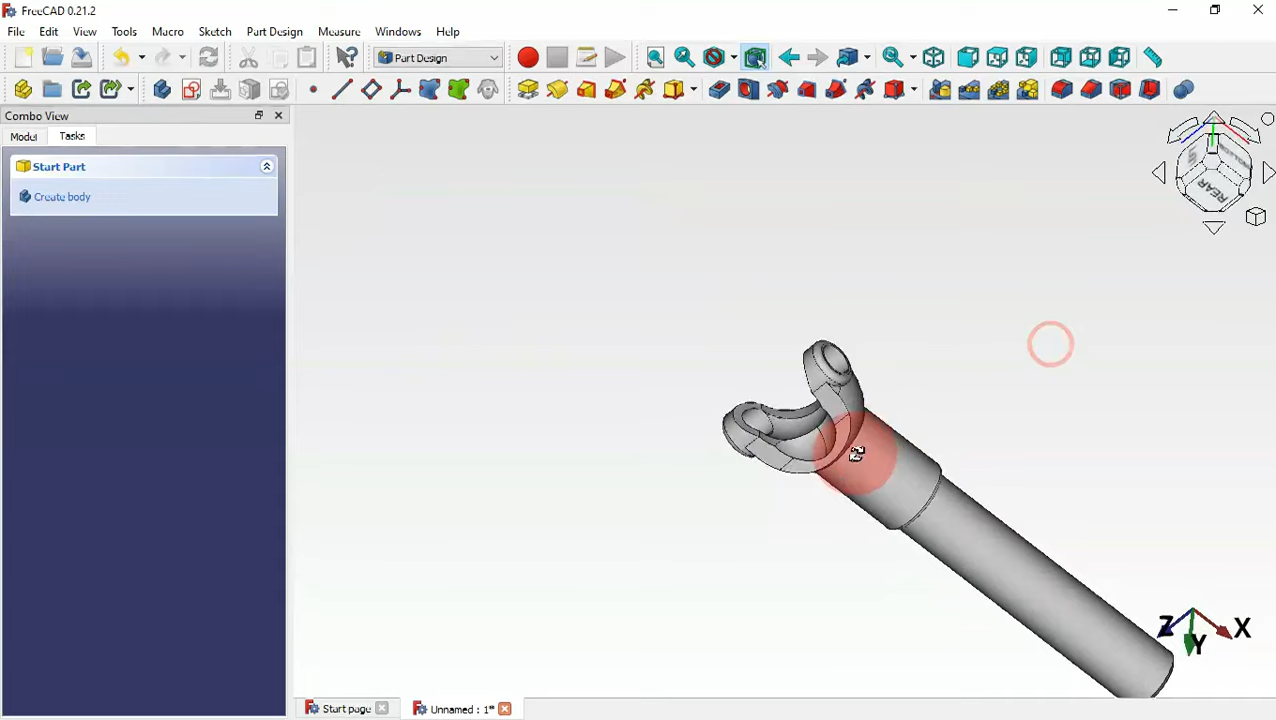 FreeCAD 0.21.2
File Edit View Tools Macro Sketch Part Design Measure Windows Help
Part Design
Combo View
Model Tasks
Start Part
Create body
REAR
Z Y X
Start page Unnamed : 1*